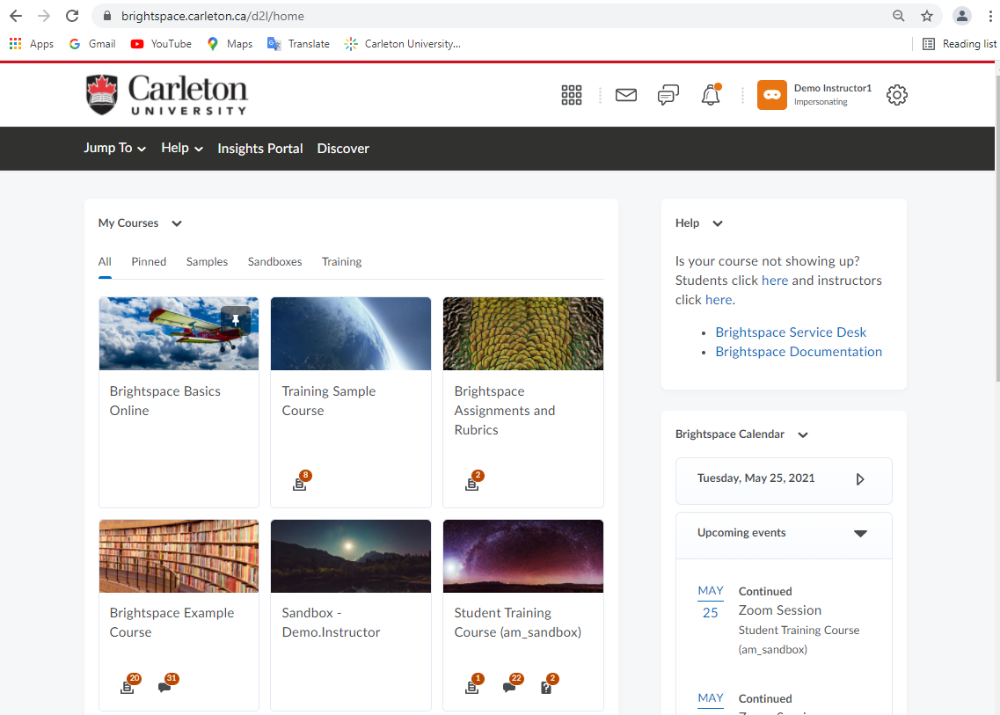 brightspace.carleton.ca/d2l/home
Apps Gmail YouTube Maps Translate Carleton University... Reading list
Carleton
UNIVERSITY
Demo Instructor1
Impersonating
Jump To Help Insights Portal Discover
My Courses
All Pinned Samples Sandboxes Training
Brightspace Basics
Online
Training Sample
Course
8
Brightspace
Assignments and
Rubrics
2
Brightspace Example
Course
20 31
Sandbox -
Demo.Instructor
Student Training
Course (am_sandbox)
1 22 2
Help
Is your course not showing up?
Students click here and instructors
click here.
• Brightspace Service Desk
• Brightspace Documentation
Brightspace Calendar
Tuesday, May 25, 2021
Upcoming events
MAY
25
Continued
Zoom Session
Student Training Course
(am_sandbox)
MAY
Continued